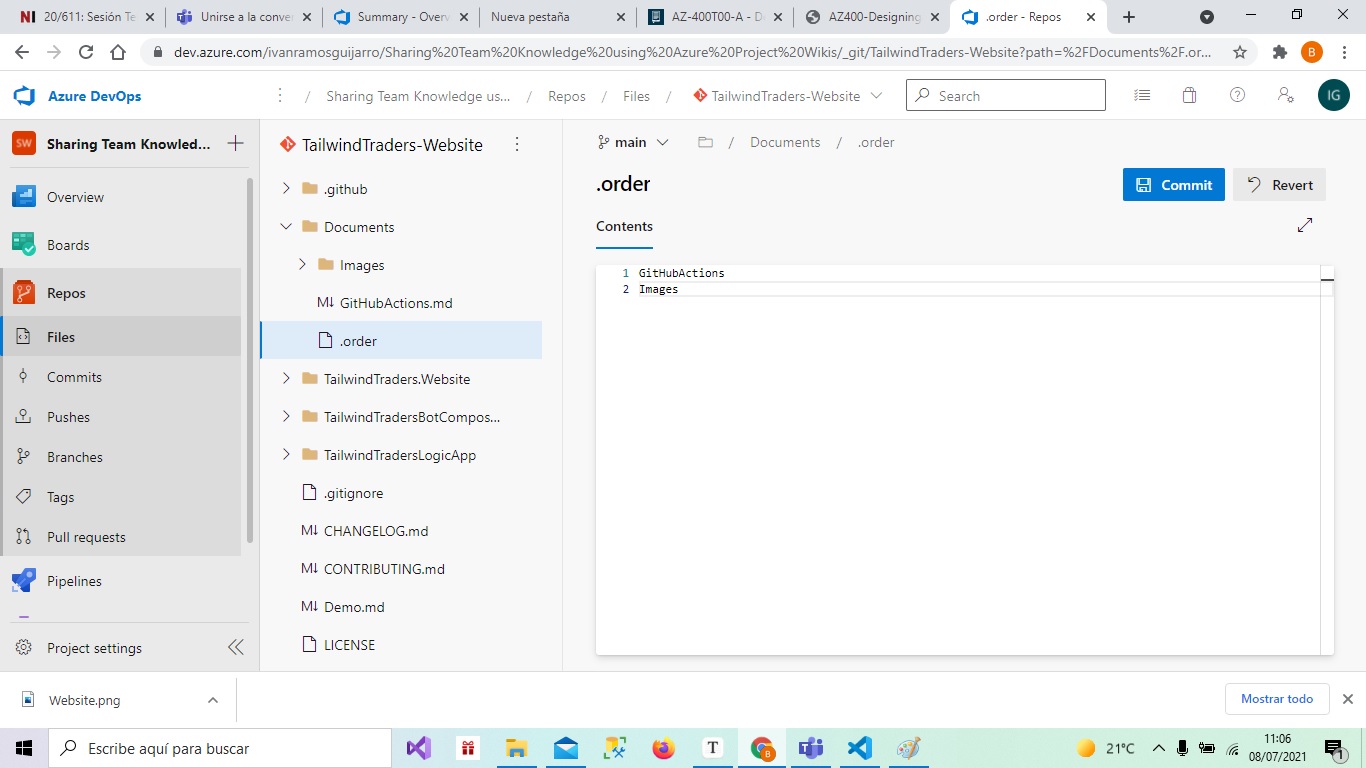 20/611: Sesión Te
Unirse a la conver
Summary - Overv
Nueva pestaña
AZ-400T00-A - D
AZ400-Designing
.order - Repos
dev.azure.com/ivanramosguijarro/Sharing%20Team%20Knowledge%20using%20Azure%20Project%20Wikis/_git/TailwindTraders-Website?path=%2FDocuments%2F.or...
B
Azure DevOps
/ Sharing Team Knowledge us... / Repos / Files / TailwindTraders-Website
Search
IG
SW
Sharing Team Knowled...
Overview
Boards
Repos
Files
Commits
Pushes
Branches
Tags
Pull requests
Pipelines
Project settings
TailwindTraders-Website
.github
Documents
Images
GitHubActions.md
.order
TailwindTraders.Website
TailwindTradersBotCompos...
TailwindTradersLogicApp
.gitignore
CHANGELOG.md
CONTRIBUTING.md
Demo.md
LICENSE
main / Documents / .order
.order
Commit
Revert
Contents
1 GitHubActions
2 Images
Website.png
Mostrar todo
Escribe aquí para buscar
21°C
11:06
08/07/2021
1